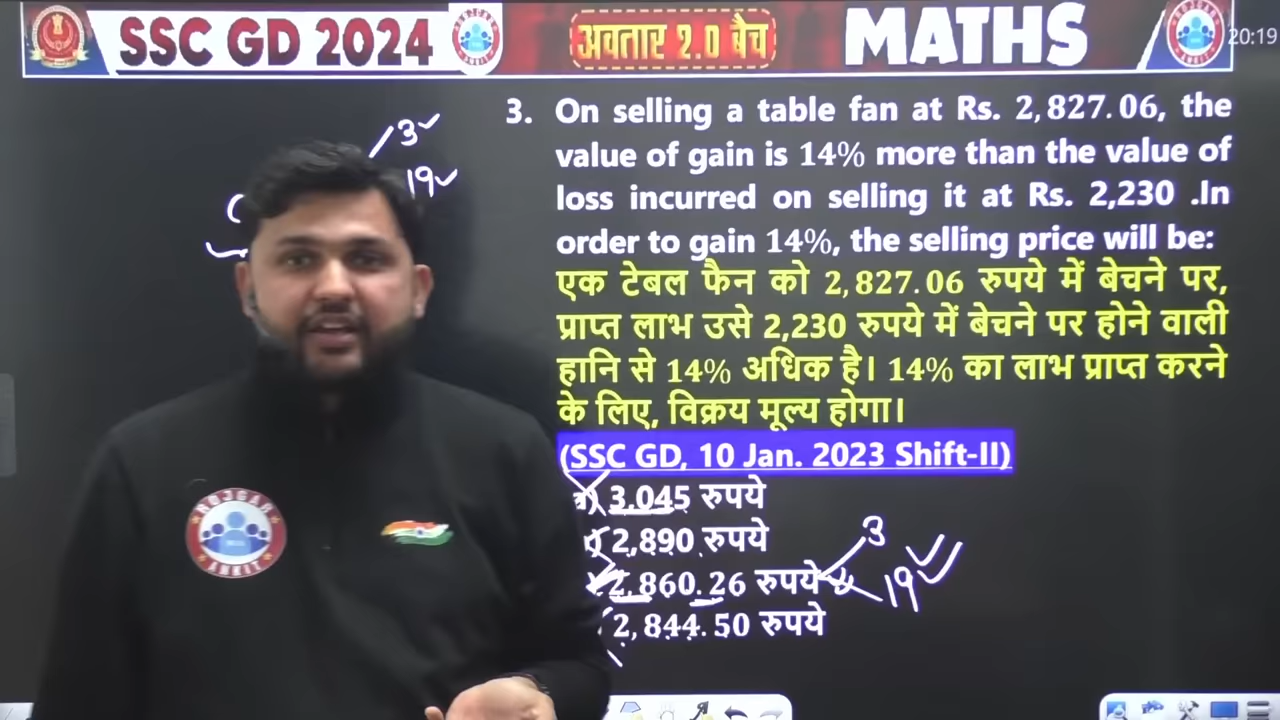 SSC GD 2024
अवतार 2.0 बैच
MATHS
20:19
3✓
19✓
3. On selling a table fan at Rs. 2,827.06, the
value of gain is 14% more than the value of
loss incurred on selling it at Rs. 2,230 .In
order to gain 14%, the selling price will be:
एक टेबल फैन को 2,827.06 रुपये में बेचने पर,
प्राप्त लाभ उसे 2,230 रुपये में बेचने पर होने वाली
हानि से 14% अधिक है। 14% का लाभ प्राप्त करने
के लिए, विक्रय मूल्य होगा।
(SSC GD, 10 Jan. 2023 Shift-II)
3,045 रुपये
2,890 रुपये
2,860.26 रुपये
3
19
2,844.50 रुपये
ROJGAR
ANKIT